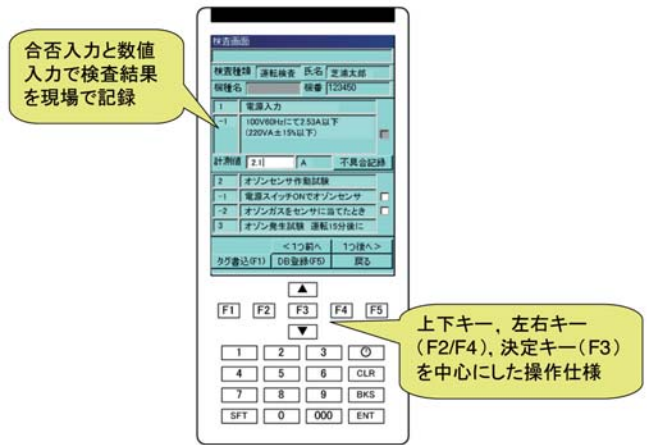 合否入力と数値
入力で検査結果
を現場で記録
検査画面
検査種類 運転検査 氏名 芝浦太郎
機種名 機番 123450
1 電源入力
-1 100V60Hzにて2.53A以下
(220VA±15%以下)
計測値 2.1 A 不具合記録
2 オゾンセンサ作動試験
-1 電源スイッチONでオゾンセンサ
-2 オゾンガスをセンサに当てたとき
3 オゾン発生試験 運転15分後に
<1つ前へ 1つ後へ>
タグ書込(F1) DB登録(F5) 戻る
▲
F1 F2 F3 F4 F5
▼
1 2 3
4 5 6 CLR
7 8 9 BKS
SFT 0 000 ENT
上下キー，左右キー
（F2/F4），決定キー（F3）
を中心にした操作仕様